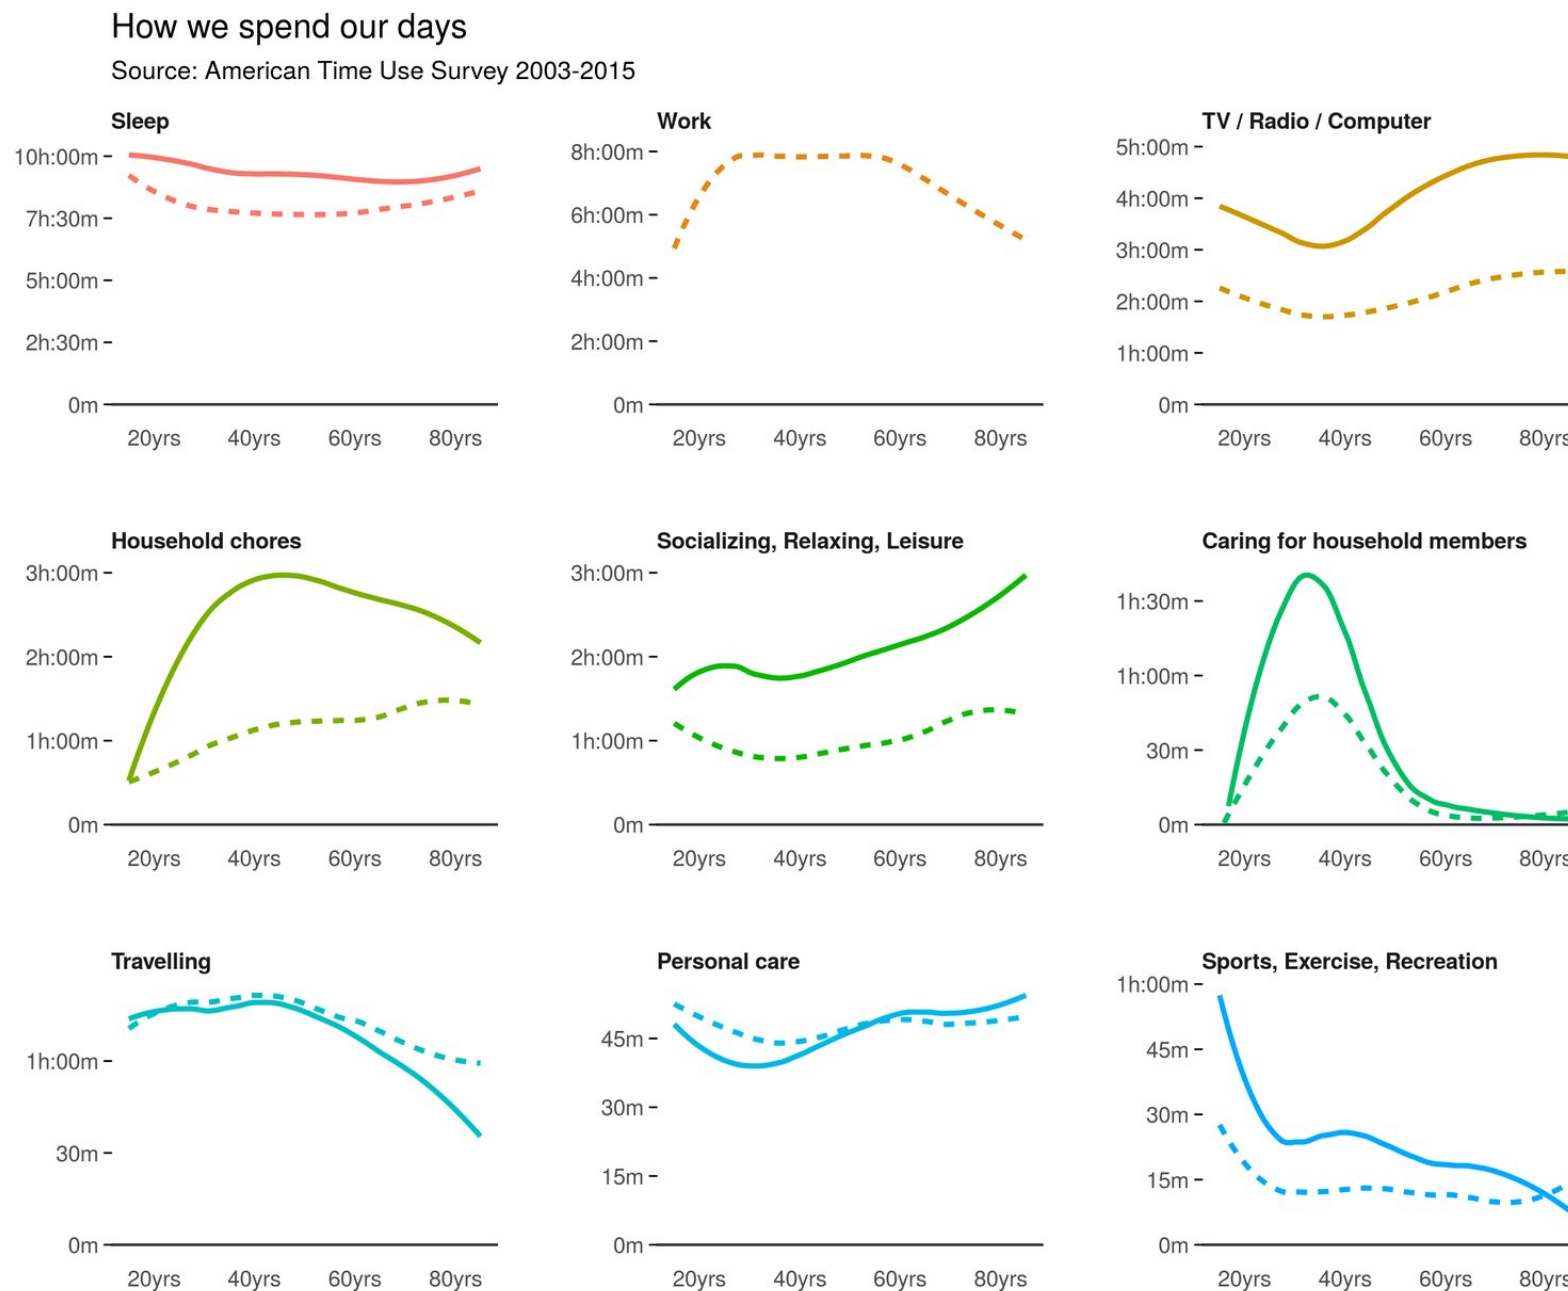 How we spend our days
Source: American Time Use Survey 2003-2015
Sleep
10h:00m
7h:30m
5h:00m
2h:30m
0m
20yrs 40yrs 60yrs 80yrs
Work
8h:00m
6h:00m
4h:00m
2h:00m
0m
20yrs 40yrs 60yrs 80yrs
TV / Radio / Computer
5h:00m
4h:00m
3h:00m
2h:00m
1h:00m
0m
20yrs 40yrs 60yrs 80yrs
Household chores
3h:00m
2h:00m
1h:00m
0m
20yrs 40yrs 60yrs 80yrs
Socializing, Relaxing, Leisure
3h:00m
2h:00m
1h:00m
0m
20yrs 40yrs 60yrs 80yrs
Caring for household members
1h:30m
1h:00m
30m
0m
20yrs 40yrs 60yrs 80yrs
Travelling
1h:00m
30m
0m
20yrs 40yrs 60yrs 80yrs
Personal care
45m
30m
15m
0m
20yrs 40yrs 60yrs 80yrs
Sports, Exercise, Recreation
1h:00m
45m
30m
15m
0m
20yrs 40yrs 60yrs 80yrs